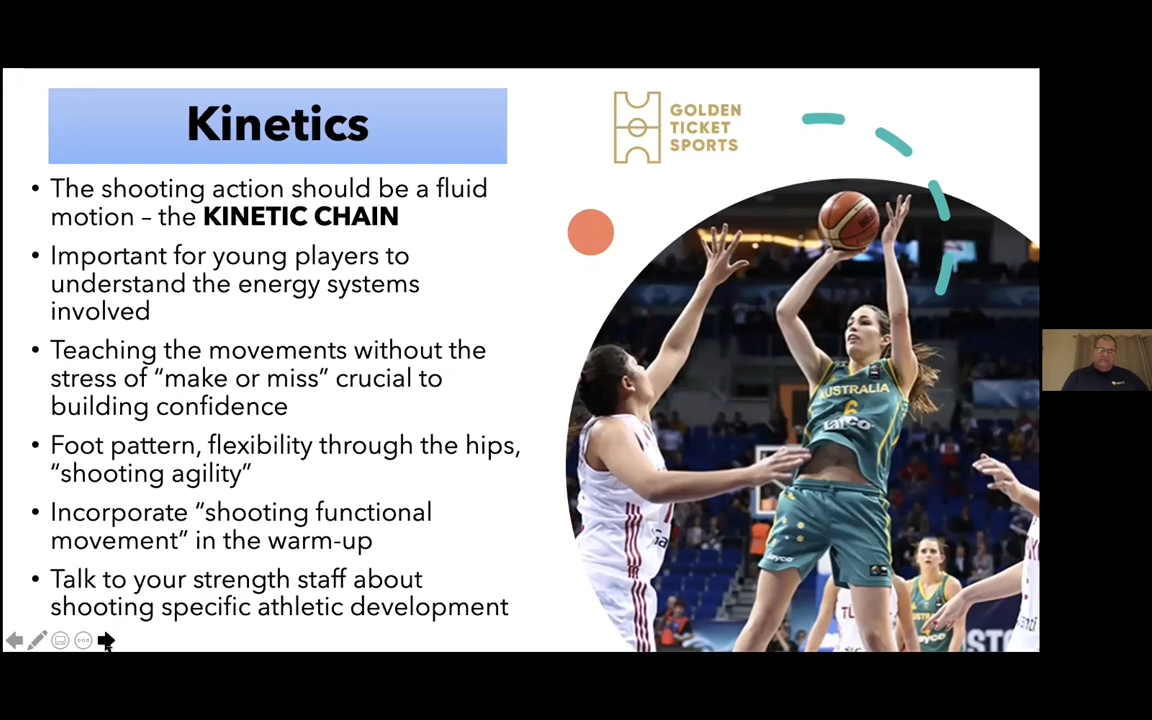 Kinetics
GOLDEN
TICKET
SPORTS
• The shooting action should be a fluid
motion – the KINETIC CHAIN
• Important for young players to
understand the energy systems
involved
• Teaching the movements without the
stress of “make or miss” crucial to
building confidence
• Foot pattern, flexibility through the hips,
“shooting agility”
• Incorporate “shooting functional
movement” in the warm-up
• Talk to your strength staff about
shooting specific athletic development
AUSTRALIA
6